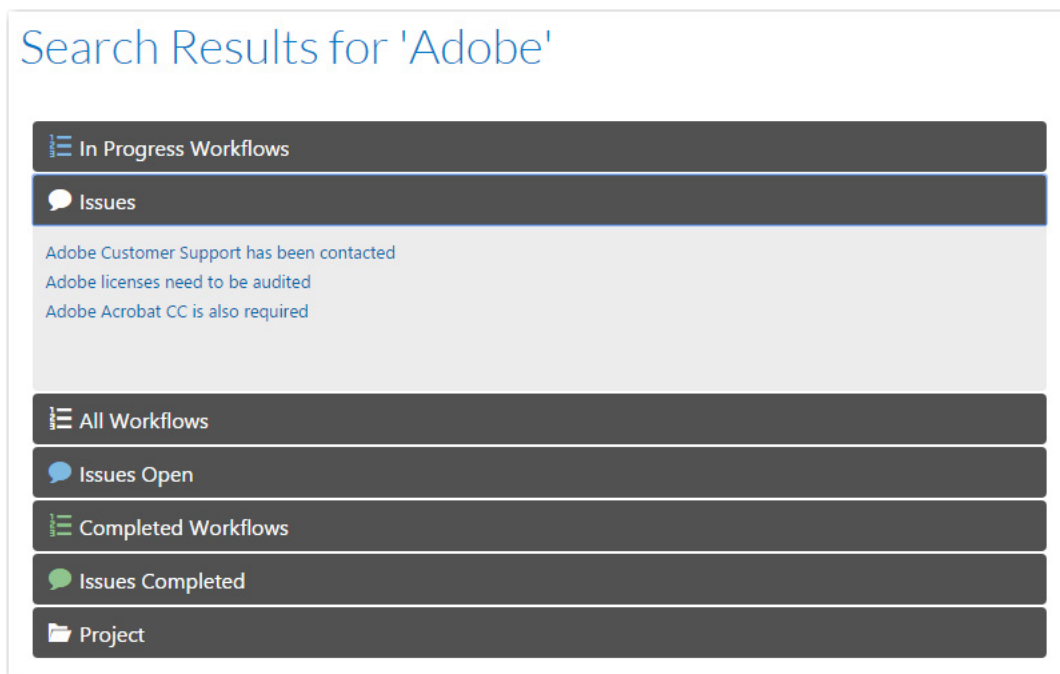 Search Results for 'Adobe'
In Progress Workflows
Issues
Adobe Customer Support has been contacted
Adobe licenses need to be audited
Adobe Acrobat CC is also required
All Workflows
Issues Open
Completed Workflows
Issues Completed
Project